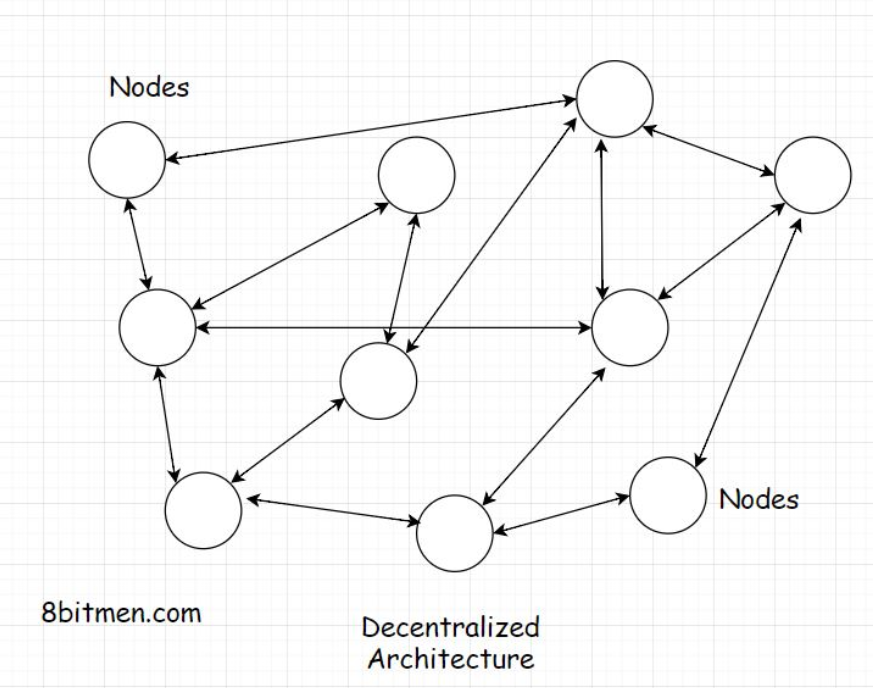 Nodes
Nodes
8bitmen.com
Decentralized
Architecture